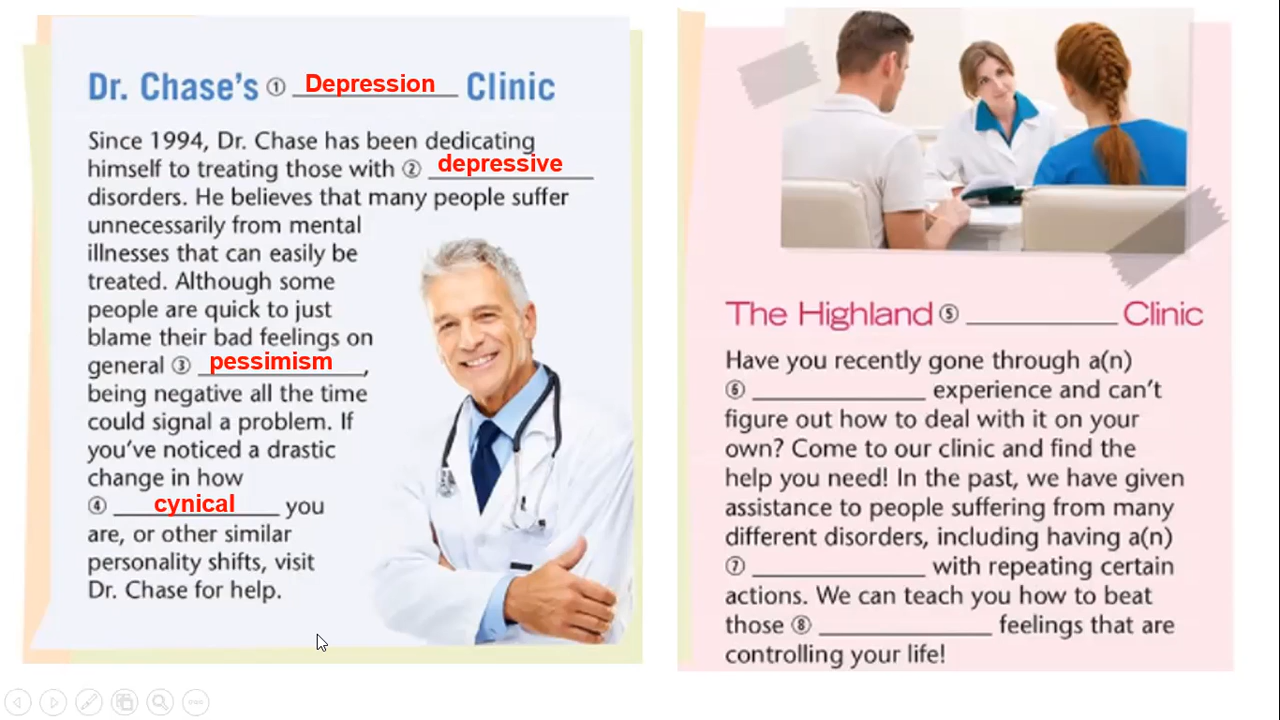 Dr. Chase's ① Depression Clinic
Since 1994, Dr. Chase has been dedicating
himself to treating those with ② depressive
disorders. He believes that many people suffer
unnecessarily from mental
illnesses that can easily be
treated. Although some
people are quick to just
blame their bad feelings on
general ③ pessimism,
being negative all the time
could signal a problem. If
you've noticed a drastic
change in how
④ cynical you
are, or other similar
personality shifts, visit
Dr. Chase for help.
The Highland ⑤ ____________ Clinic
Have you recently gone through a(n)
⑥ ____________ experience and can't
figure out how to deal with it on your
own? Come to our clinic and find the
help you need! In the past, we have given
assistance to people suffering from many
different disorders, including having a(n)
⑦ ____________ with repeating certain
actions. We can teach you how to beat
those ⑧ ____________ feelings that are
controlling your life!